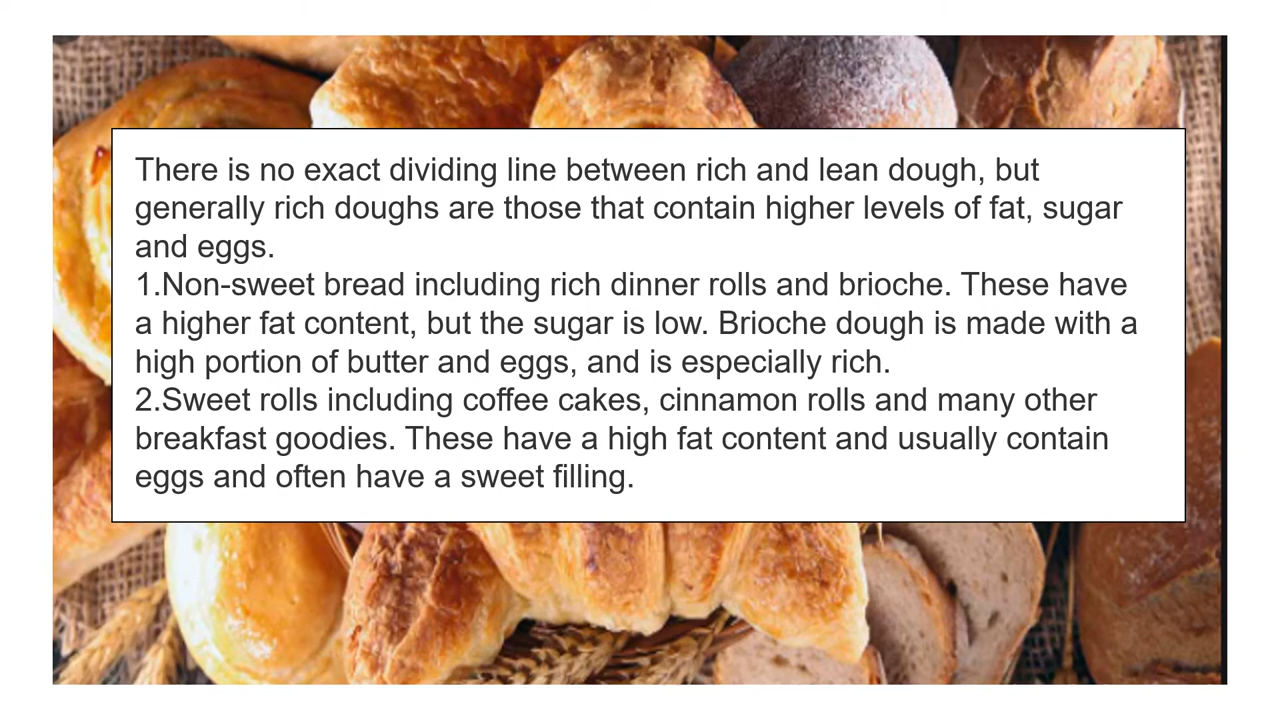 There is no exact dividing line between rich and lean dough, but
generally rich doughs are those that contain higher levels of fat, sugar
and eggs.
1.Non-sweet bread including rich dinner rolls and brioche. These have
a higher fat content, but the sugar is low. Brioche dough is made with a
high portion of butter and eggs, and is especially rich.
2.Sweet rolls including coffee cakes, cinnamon rolls and many other
breakfast goodies. These have a high fat content and usually contain
eggs and often have a sweet filling.